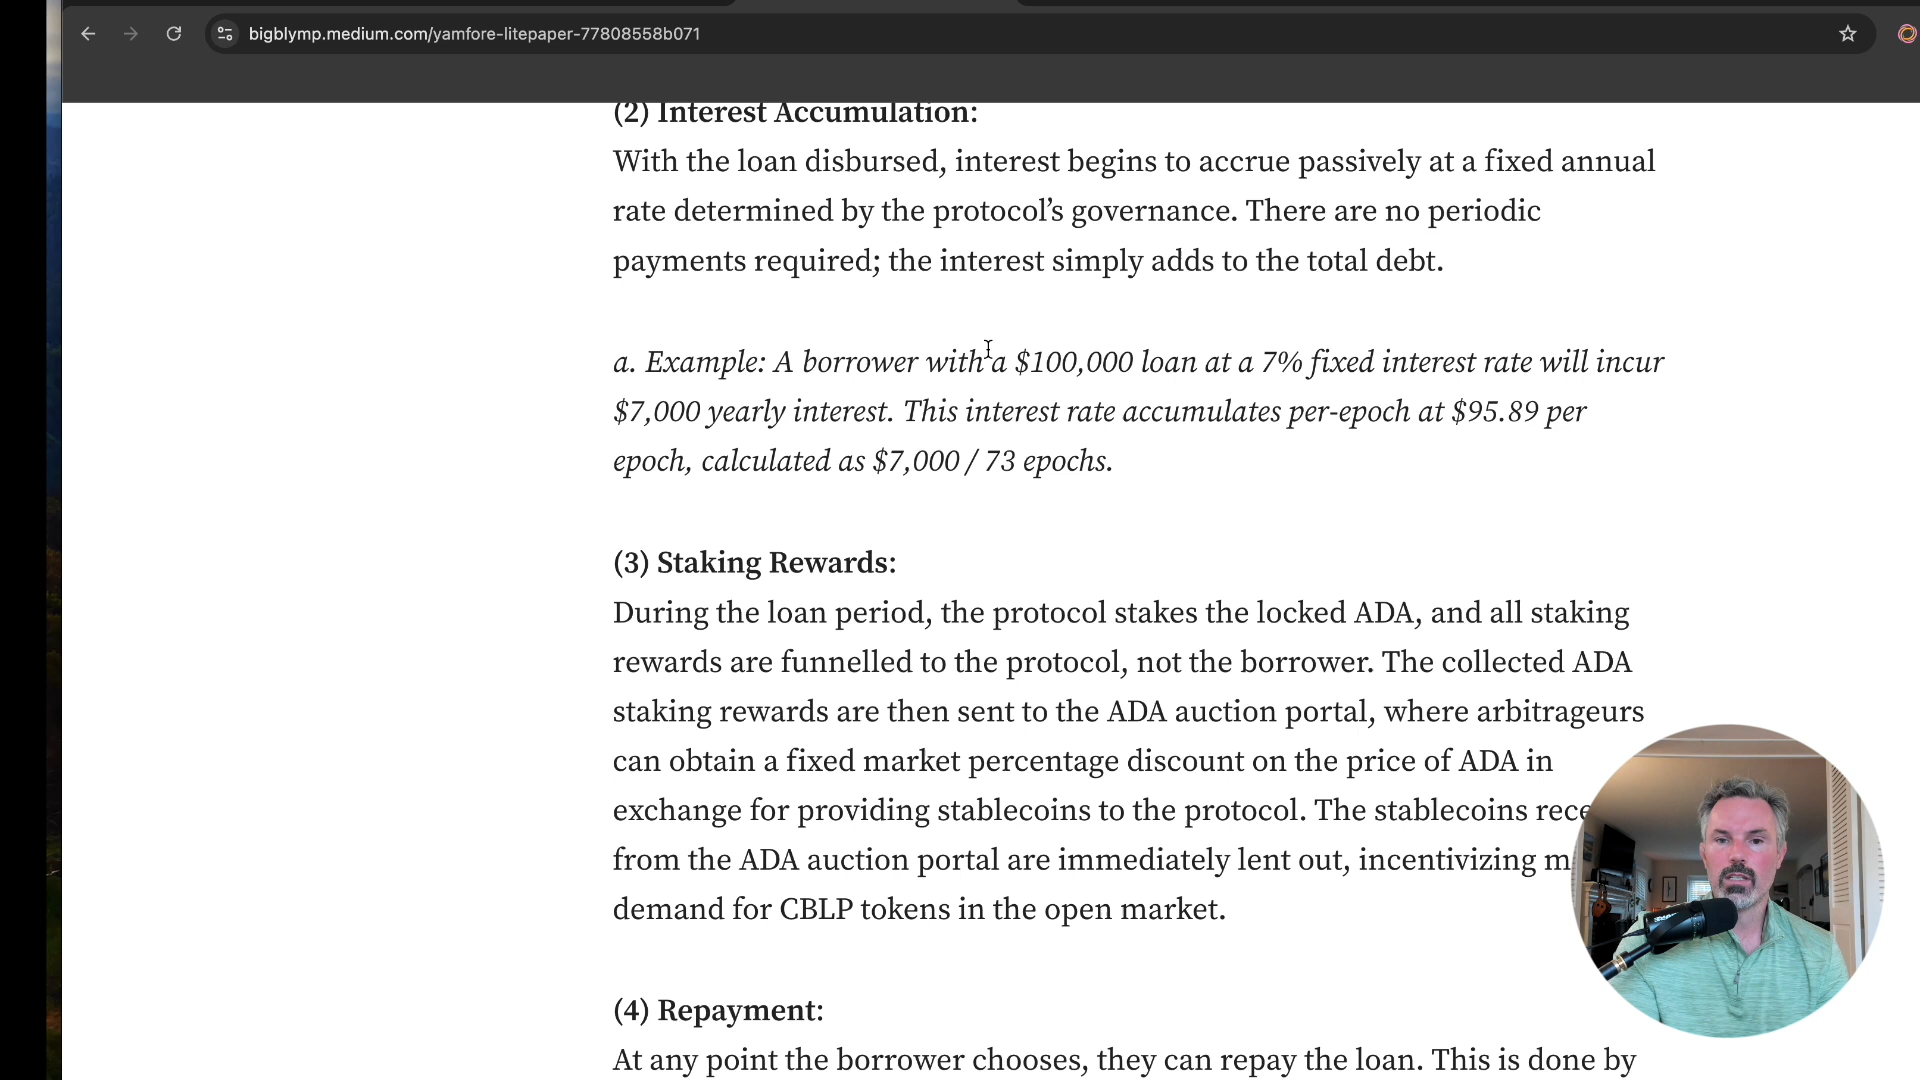 bigblymp.medium.com/yamfore-litepaper-77808558b071
(2) Interest Accumulation:
With the loan disbursed, interest begins to accrue passively at a fixed annual
rate determined by the protocol’s governance. There are no periodic
payments required; the interest simply adds to the total debt.
a. Example: A borrower with a $100,000 loan at a 7% fixed interest rate will incur
$7,000 yearly interest. This interest rate accumulates per-epoch at $95.89 per
epoch, calculated as $7,000 / 73 epochs.
(3) Staking Rewards:
During the loan period, the protocol stakes the locked ADA, and all staking
rewards are funnelled to the protocol, not the borrower. The collected ADA
staking rewards are then sent to the ADA auction portal, where arbitrageurs
can obtain a fixed market percentage discount on the price of ADA in
exchange for providing stablecoins to the protocol. The stablecoins
from the ADA auction portal are immediately lent out, incentivizing
demand for CBLP tokens in the open market.
(4) Repayment:
At any point the borrower chooses, they can repay the loan. This is done by